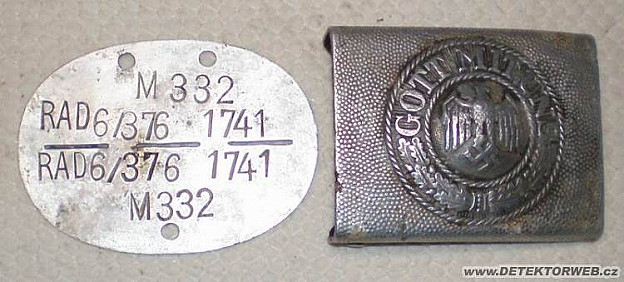 M 332
RAD6/376 1741
RAD6/376 1741
M332
GOTT MIT UNS
WWW.DETEKTORWEB.CZ